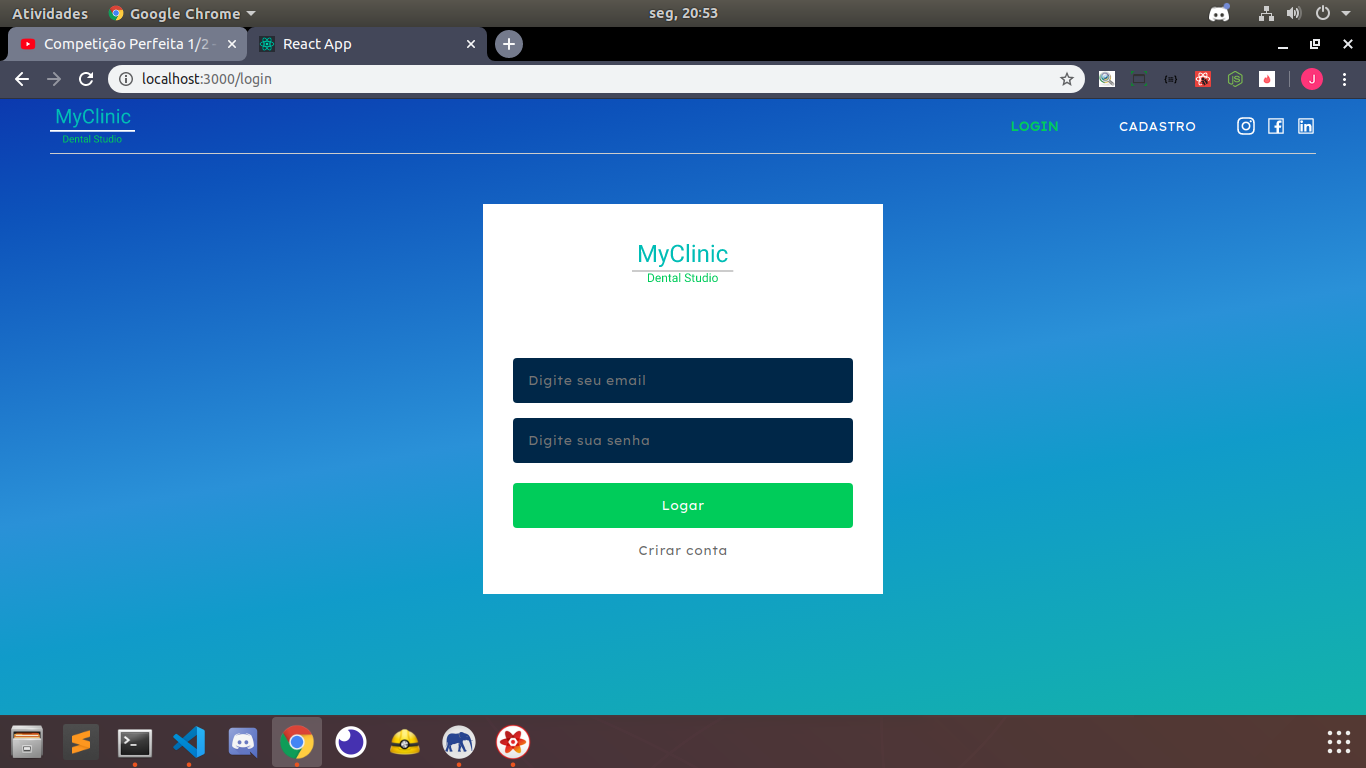 Atividades Google Chrome seg, 20:53
Competição Perfeita 1/2 - React App
localhost:3000/login
J
MyClinic
Dental Studio
LOGIN CADASTRO
MyClinic
Dental Studio
Digite seu email
Digite sua senha
Logar
Crirar conta